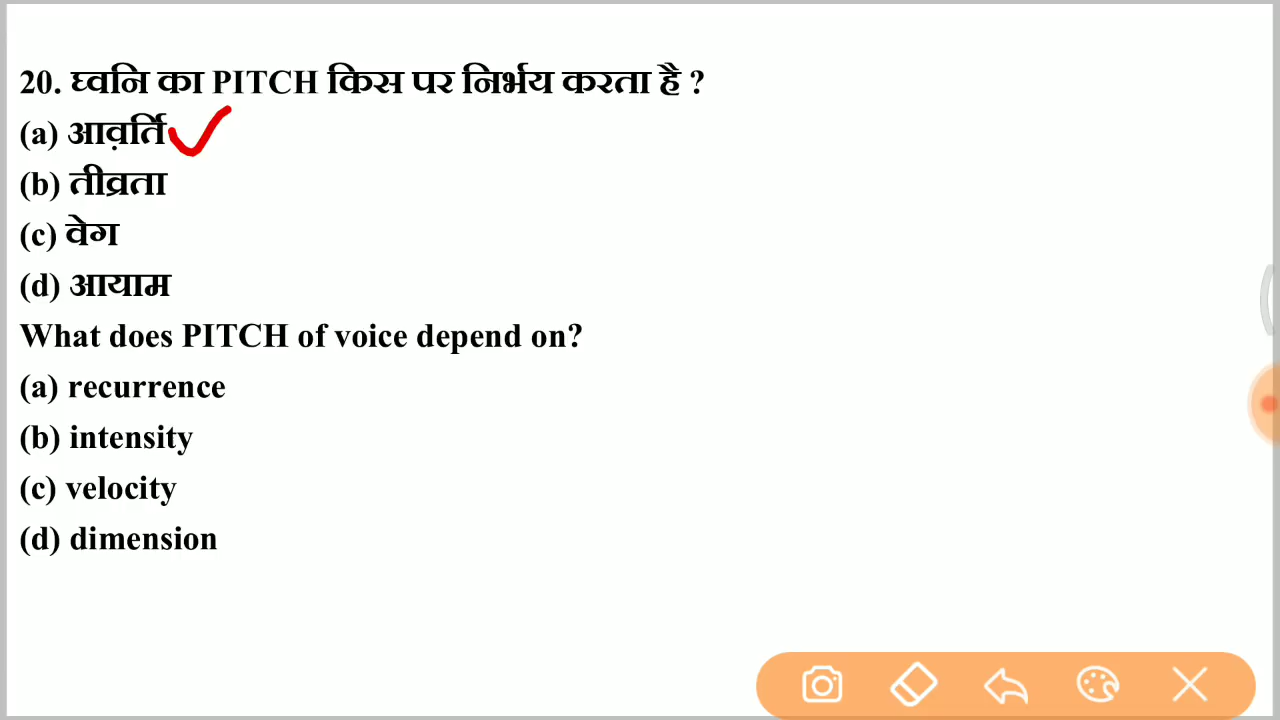 20. घ्वनि का PITCH किस पर निर्भय करता है ?
(a) आव़र्ति
(b) तीव्रता
(c) वेग
(d) आयाम
What does PITCH of voice depend on?
(a) recurrence
(b) intensity
(c) velocity
(d) dimension